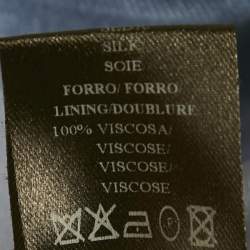 SILK
SOIE
FORRO/ FORRO
LINING/DOUBLURE
100% VISCOSA/
VISCOSE/
VISCOSE/
VISCOSE